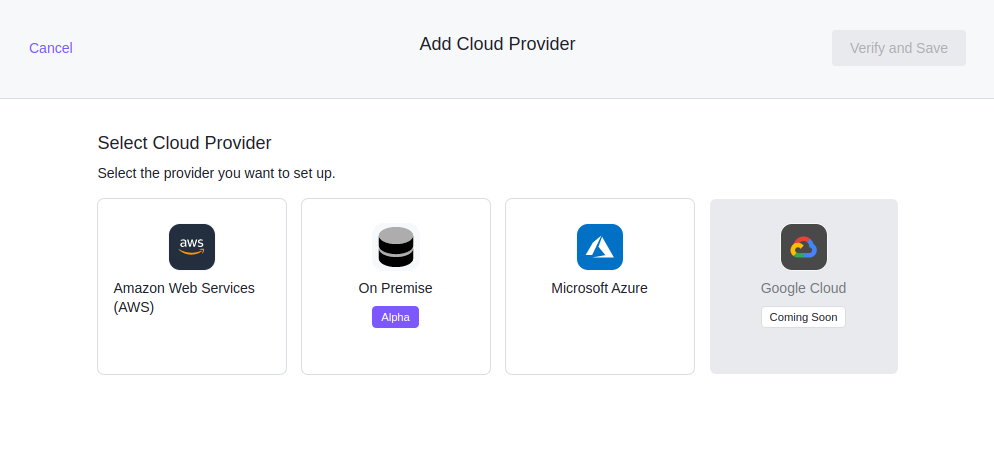 Cancel
Add Cloud Provider
Verify and Save
Select Cloud Provider
Select the provider you want to set up.
aws
Amazon Web Services
(AWS)
On Premise
Alpha
Microsoft Azure
Google Cloud
Coming Soon